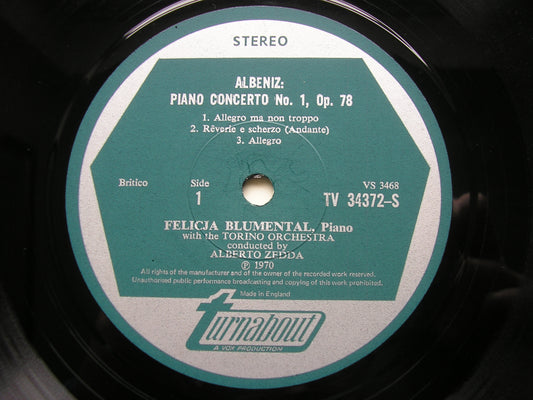 STEREO
ALBENIZ:
PIANO CONCERTO No. 1, Op. 78
1. Allegro ma non troppo
2. Rêverie e scherzo (Andante)
3. Allegro
Britico Side VS 3468
1 TV 34372-S
FELICJA BLUMENTAL, Piano
with the TORINO ORCHESTRA
conducted by
ALBERTO ZEDDA
℗ 1970
All rights of the manufacturer and of the owner of the recorded work reserved.
Unauthorised public performance broadcasting and copying of this work prohibited.
Made in England
turnabout
A VOX PRODUCTION